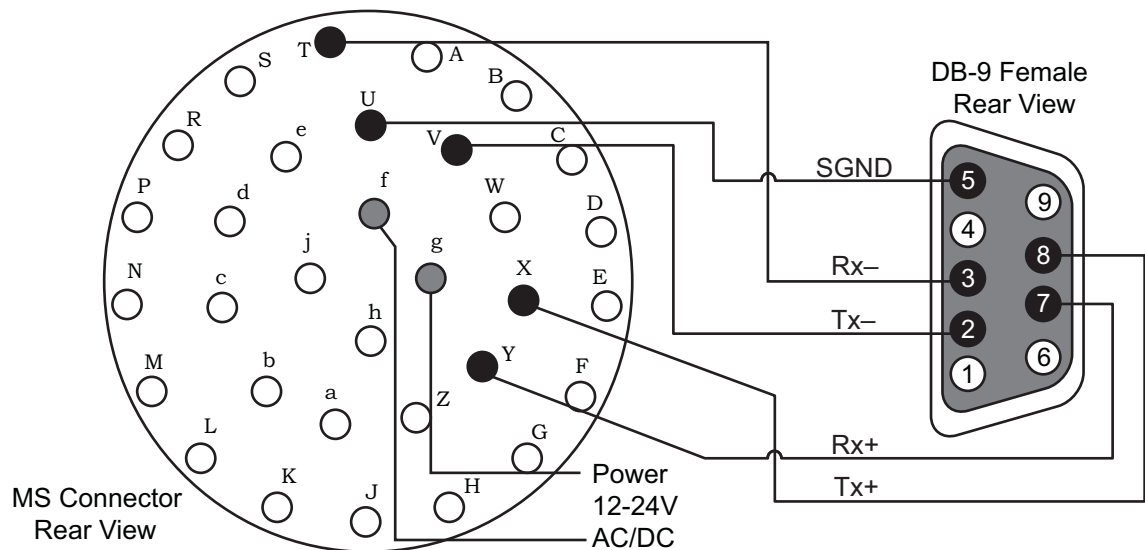 T
A
S
B
U
R
e
V
C
P
d
f
W
D
N
c
j
g
X
E
h
Y
M
b
a
Z
F
L
G
K
J
H
MS Connector
Rear View
Power
12-24V
AC/DC
SGND
Rx–
Tx–
Rx+
Tx+
DB-9 Female
Rear View
5
9
4
8
3
7
2
6
1